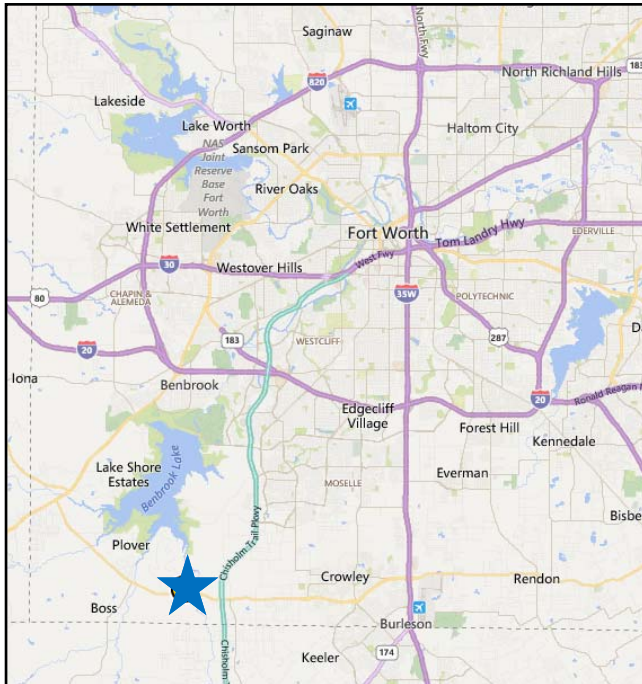 Saginaw
North Fwy
183
North Richland Hills
820
Lakeside
Lake Worth
Haltom City
Sansom Park
NAS
Joint
Reserve
Base
Fort
Worth
River Oaks
White Settlement
Fort Worth
Tom Landry Hwy
EDERVILLE
West Fwy
30
Westover Hills
80
CHAPIN &
ALEMEDA
35W
POLYTECHNIC
183
WESTCLIFF
287
20
Iona
Benbrook
Edgecliff
Village
20
Ronald Reagan
Forest Hill
Kennedale
Lake Shore
Estates
Benbrook Lake
Everman
MOSELLE
Plover
Chisholm Trail Pkwy
Crowley
Rendon
Boss
Burleson
Chisholm
174
Keeler